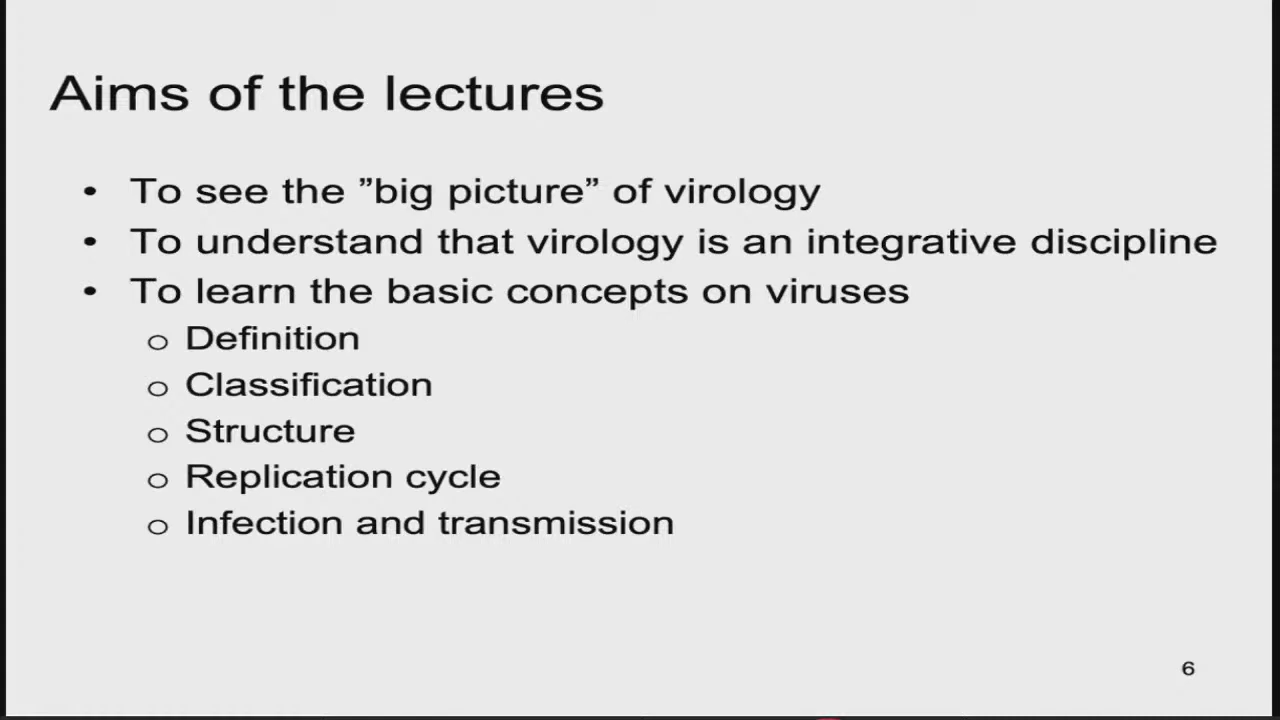 Aims of the lectures
• To see the ”big picture” of virology
• To understand that virology is an integrative discipline
• To learn the basic concepts on viruses
o Definition
o Classification
o Structure
o Replication cycle
o Infection and transmission
6